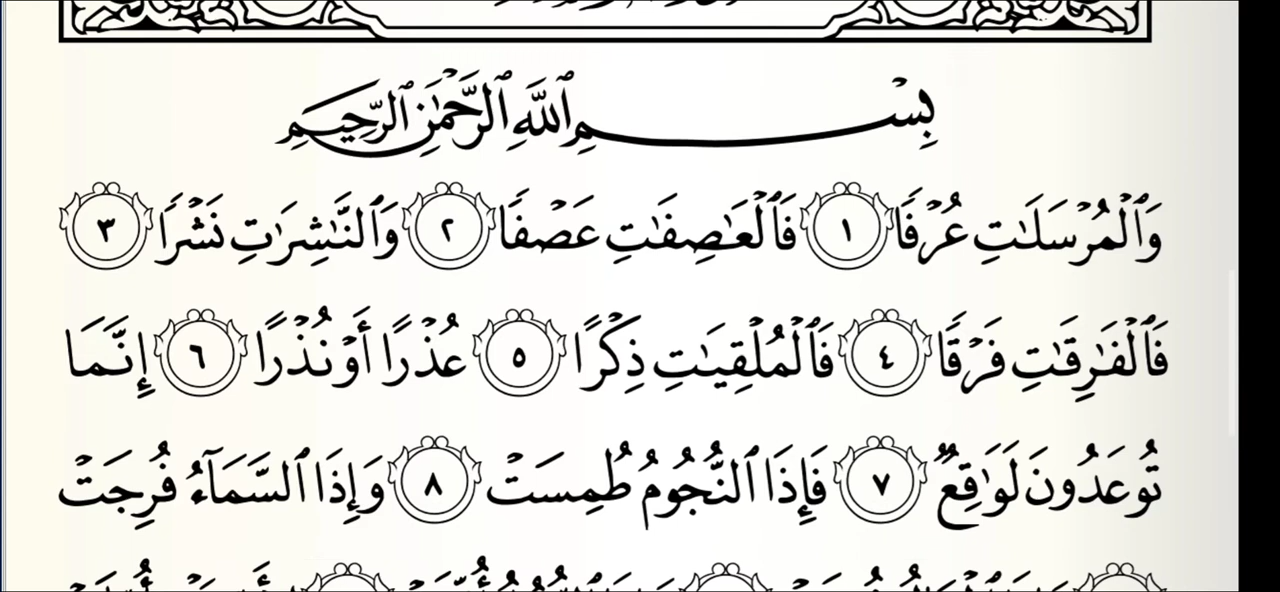 بِسْمِ ٱللَّهِ ٱلرَّحْمَٰنِ ٱلرَّحِيمِ
وَٱلْمُرْسَلَٰتِ عُرْفًا ١ فَٱلْعَٰصِفَٰتِ عَصْفًا ٢ وَٱلنَّٰشِرَٰتِ نَشْرًا ٣
فَٱلْفَٰرِقَٰتِ فَرْقًا ٤ فَٱلْمُلْقِيَٰتِ ذِكْرًا ٥ عُذْرًا أَوْ نُذْرًا ٦ إِنَّمَا
تُوعَدُونَ لَوَٰقِعٌ ٧ فَإِذَا ٱلنُّجُومُ طُمِسَتْ ٨ وَإِذَا ٱلسَّمَآءُ فُرِجَتْ